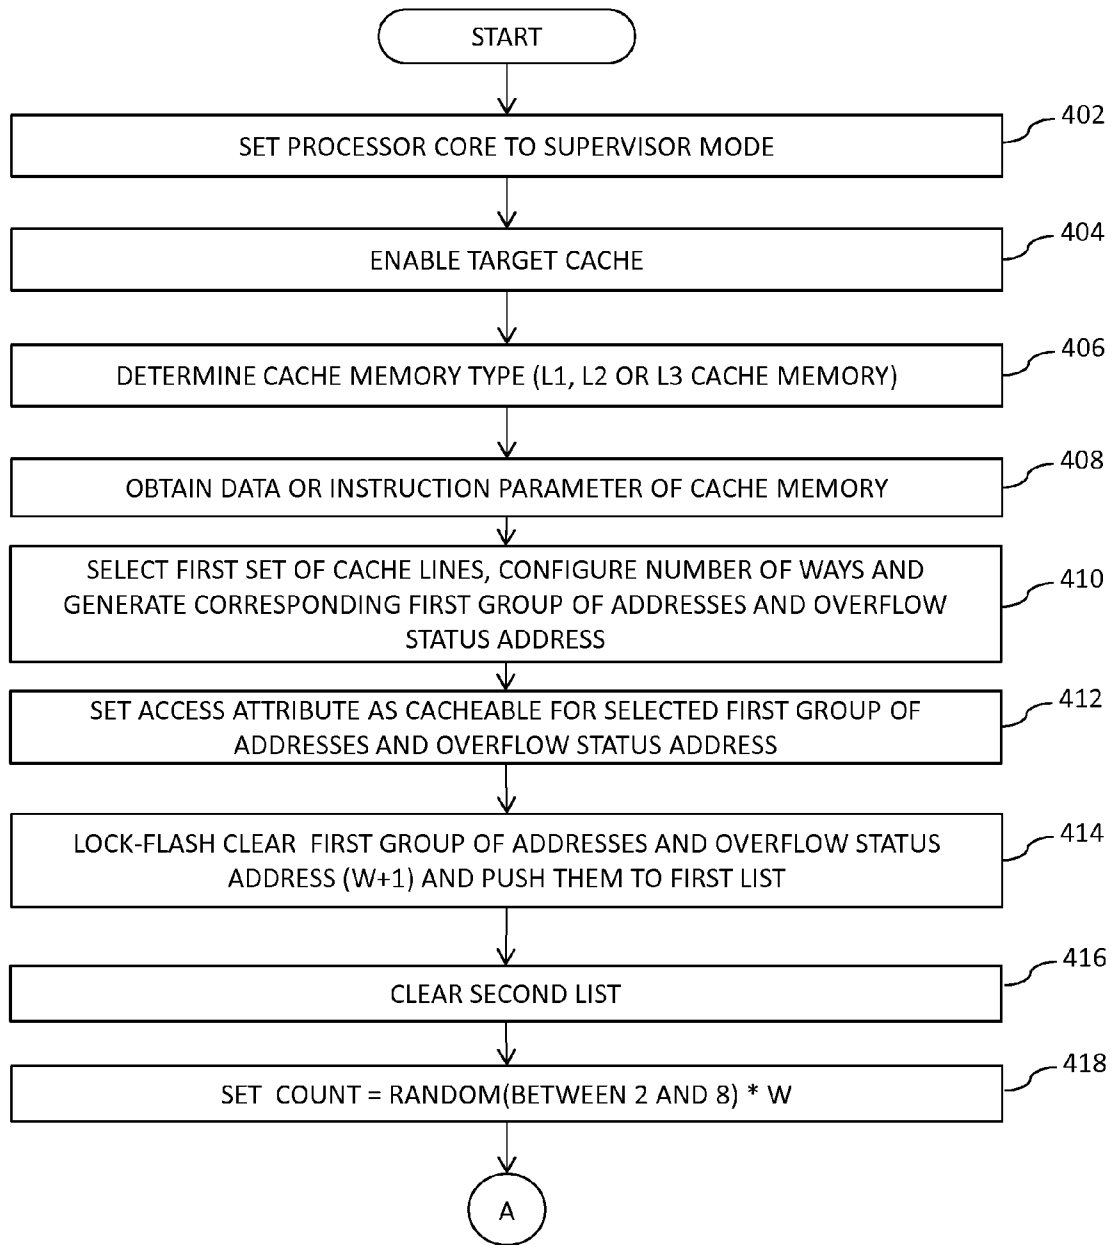 START
402
SET PROCESSOR CORE TO SUPERVISOR MODE
404
ENABLE TARGET CACHE
406
DETERMINE CACHE MEMORY TYPE (L1, L2 OR L3 CACHE MEMORY)
408
OBTAIN DATA OR INSTRUCTION PARAMETER OF CACHE MEMORY
410
SELECT FIRST SET OF CACHE LINES, CONFIGURE NUMBER OF WAYS AND
GENERATE CORRESPONDING FIRST GROUP OF ADDRESSES AND OVERFLOW
STATUS ADDRESS
412
SET ACCESS ATTRIBUTE AS CACHEABLE FOR SELECTED FIRST GROUP OF
ADDRESSES AND OVERFLOW STATUS ADDRESS
414
LOCK-FLASH CLEAR FIRST GROUP OF ADDRESSES AND OVERFLOW STATUS
ADDRESS (W+1) AND PUSH THEM TO FIRST LIST
416
CLEAR SECOND LIST
418
SET COUNT = RANDOM(BETWEEN 2 AND 8) * W
A